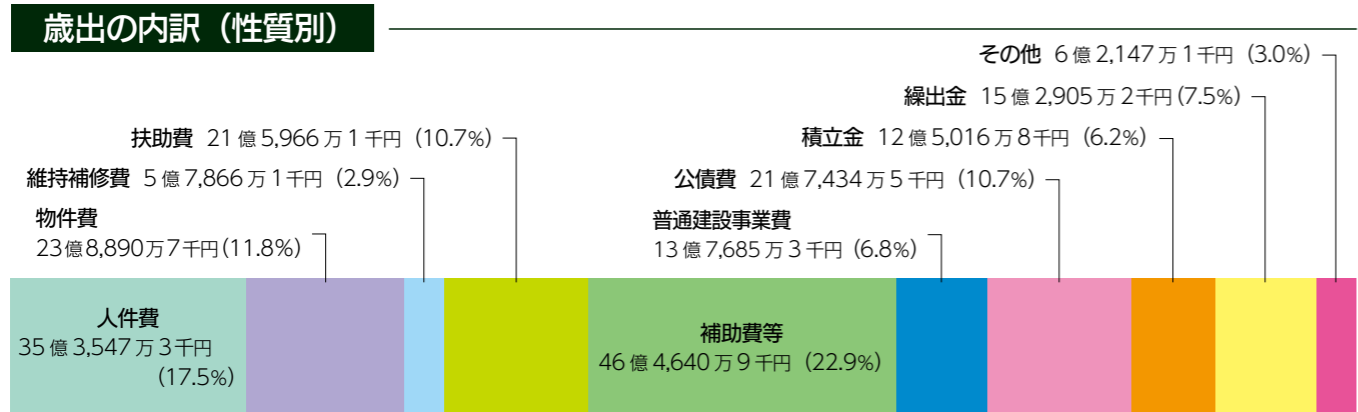 歳出の内訳（性質別）
その他 6億2,147万1千円（3.0%）
繰出金 15億2,905万2千円(7.5%)
扶助費 21億5,966万1千円（10.7%）
積立金 12億5,016万8千円（6.2%）
維持補修費 5億7,866万1千円（2.9%）
公債費 21億7,434万5千円（10.7%）
物件費
23億8,890万7千円(11.8%)
普通建設事業費
13億7,685万3千円（6.8%）
人件費
35億3,547万3千円
(17.5%)
補助費等
46億4,640万9千円（22.9%）